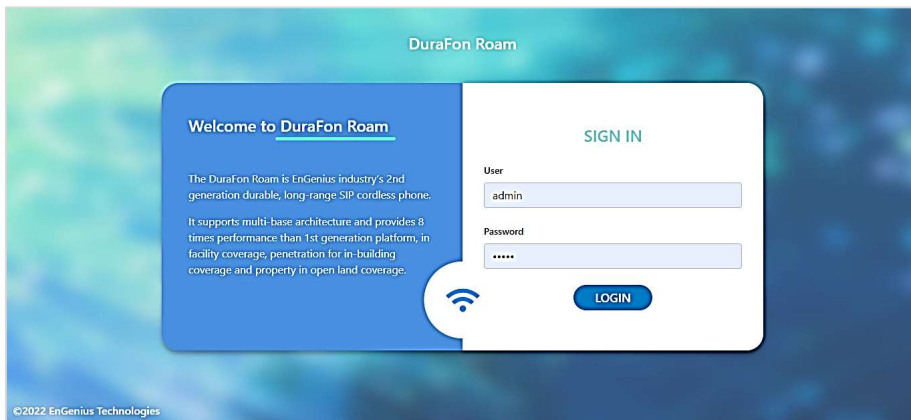 DuraFon Roam
Welcome to DuraFon Roam
The DuraFon Roam is EnGenius industry's 2nd
generation durable, long-range SIP cordless phone.
It supports multi-base architecture and provides 8
times performance than 1st generation platform, in
facility coverage, penetration for in-building
coverage and property in open land coverage.
SIGN IN
User
admin
Password
•••••
LOGIN
©2022 EnGenius Technologies